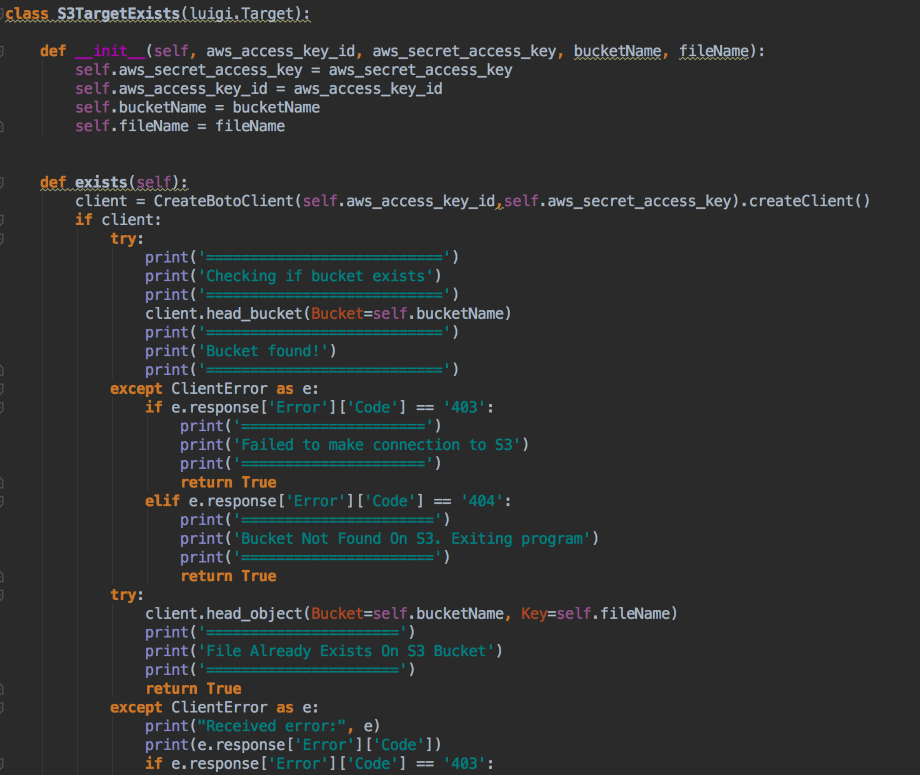 class S3TargetExists(luigi.Target):
def __init__(self, aws_access_key_id, aws_secret_access_key, bucketName, fileName):
self.aws_secret_access_key = aws_secret_access_key
self.aws_access_key_id = aws_access_key_id
self.bucketName = bucketName
self.fileName = fileName
def exists(self):
client = CreateBotoClient(self.aws_access_key_id,self.aws_secret_access_key).createClient()
if client:
try:
print('===========================')
print('Checking if bucket exists')
print('===========================')
client.head_bucket(Bucket=self.bucketName)
print('===========================')
print('Bucket found!')
print('===========================')
except ClientError as e:
if e.response['Error']['Code'] == '403':
print('=====================')
print('Failed to make connection to S3')
print('=====================')
return True
elif e.response['Error']['Code'] == '404':
print('======================')
print('Bucket Not Found On S3. Exiting program')
print('======================')
return True
try:
client.head_object(Bucket=self.bucketName, Key=self.fileName)
print('======================')
print('File Already Exists On S3 Bucket')
print('======================')
return True
except ClientError as e:
print("Received error:", e)
print(e.response['Error']['Code'])
if e.response['Error']['Code'] == '403':